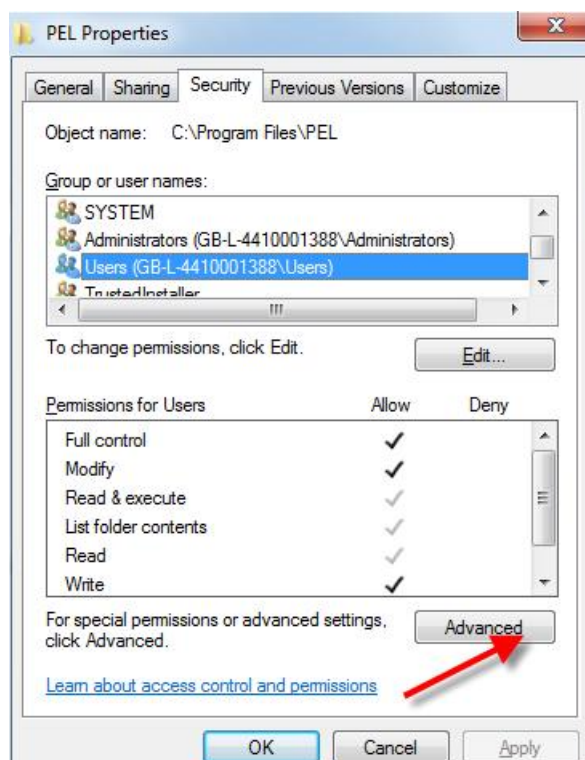 PEL Properties
General Sharing Security Previous Versions Customize
Object name: C:\Program Files\PEL
Group or user names:
SYSTEM
Administrators (GB-L-4410001388\Administrators)
Users (GB-L-4410001388\Users)
TrustedInstaller
To change permissions, click Edit.
Edit...
Permissions for Users Allow Deny
Full control
Modify
Read & execute
List folder contents
Read
Write
For special permissions or advanced settings,
click Advanced.
Advanced
Learn about access control and permissions
OK Cancel Apply